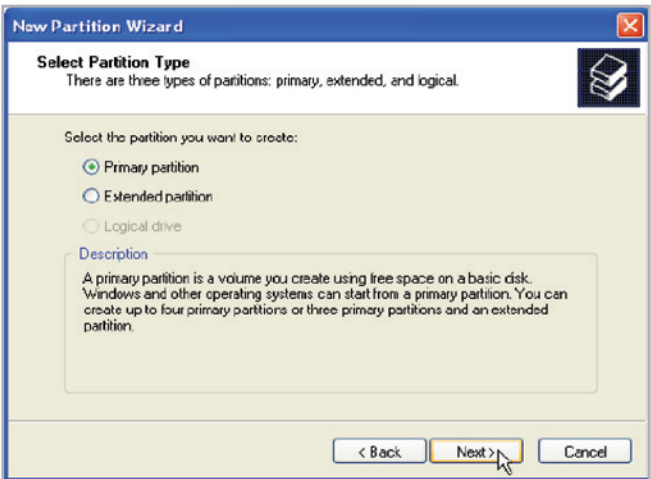 New Partition Wizard
Select Partition Type
There are three types of partitions: primary, extended, and logical.
Select the partition you want to create:
Primary partition
Extended partition
Logical drive
Description
A primary partition is a volume you create using free space on a basic disk.
Windows and other operating systems can start from a primary partition. You can
create up to four primary partitions or three primary partitions and an extended
partition.
< Back
Next >
Cancel